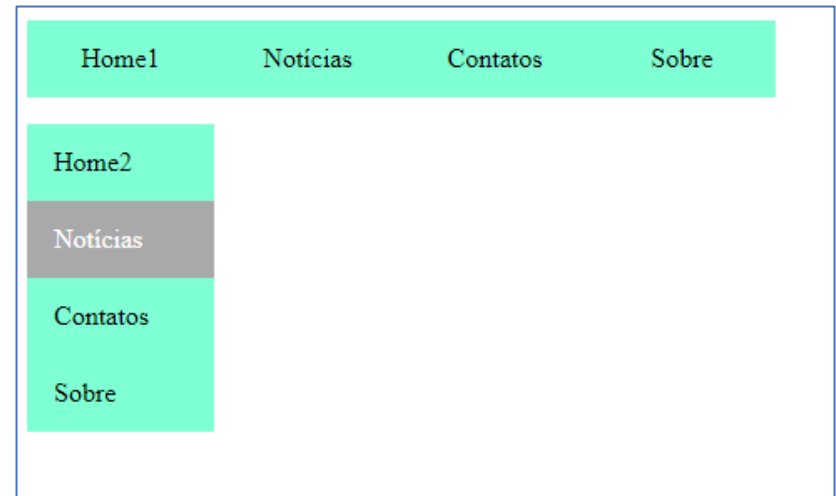 Home1 Notícias Contatos Sobre
Home2
Notícias
Contatos
Sobre